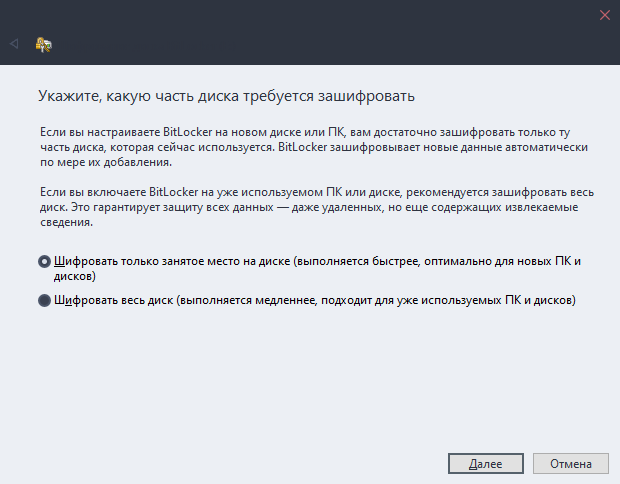 Укажите, какую часть диска требуется зашифровать
Если вы настраиваете BitLocker на новом диске или ПК, вам достаточно зашифровать только ту
часть диска, которая сейчас используется. BitLocker зашифровывает новые данные автоматически
по мере их добавления.
Если вы включаете BitLocker на уже используемом ПК или диске, рекомендуется зашифровать весь
диск. Это гарантирует защиту всех данных — даже удаленных, но еще содержащих извлекаемые
сведения.
Шифровать только занятое место на диске (выполняется быстрее, оптимально для новых ПК и
дисков)
Шифровать весь диск (выполняется медленнее, подходит для уже используемых ПК и дисков)
Далее
Отмена